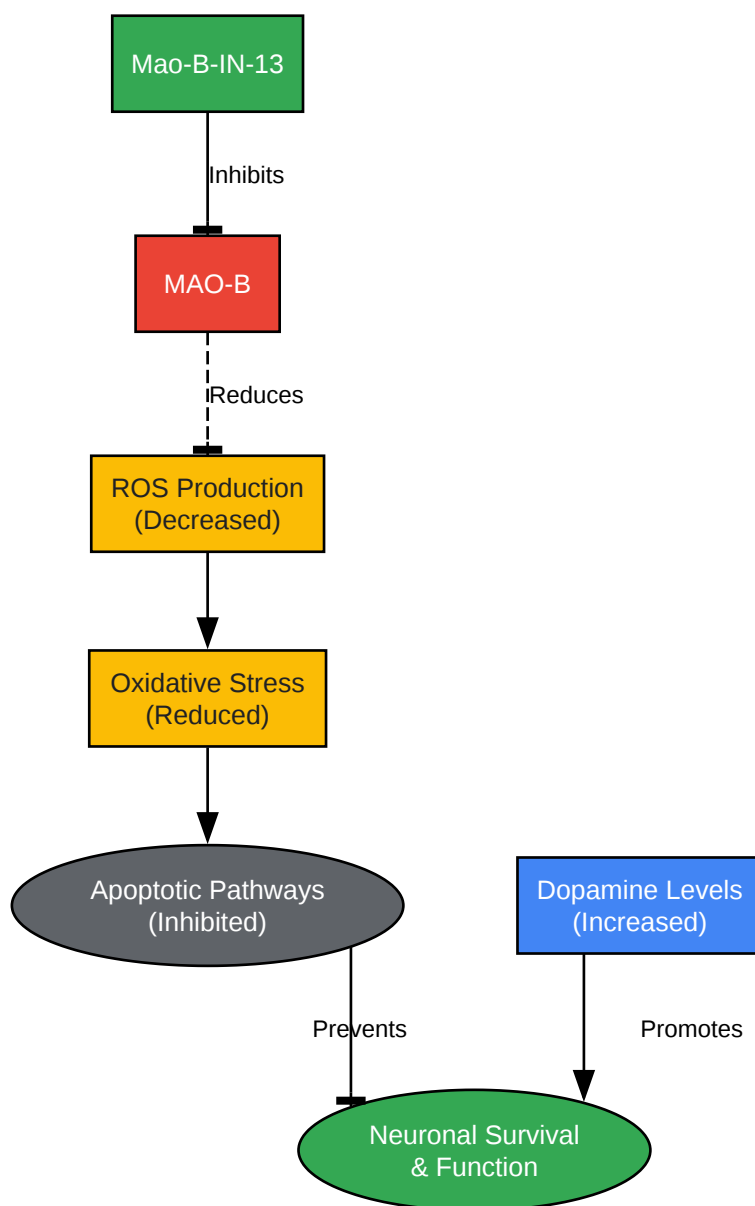 Mao-B-IN-13
Inhibits
MAO-B
Reduces
ROS Production
(Decreased)
Oxidative Stress
(Reduced)
Apoptotic Pathways
(Inhibited)
Dopamine Levels
(Increased)
Prevents
Promotes
Neuronal Survival
& Function